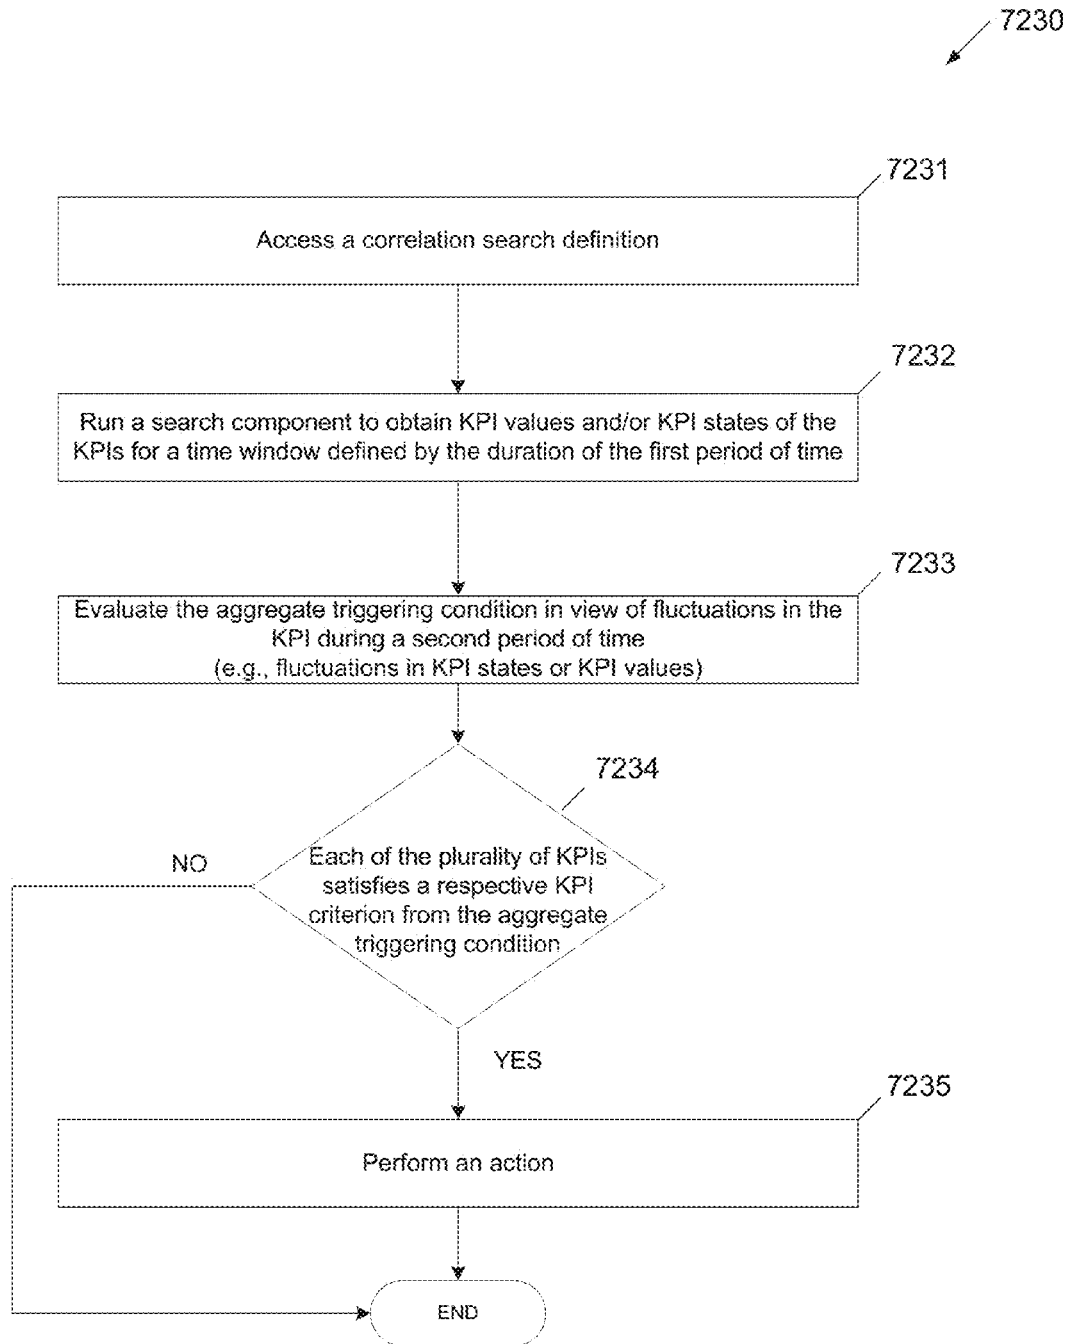 7230
7231
Access a correlation search definition
7232
Run a search component to obtain KPI values and/or KPI states of the
KPIs for a time window defined by the duration of the first period of time
7233
Evaluate the aggregate triggering condition in view of fluctuations in the
KPI during a second period of time
(e.g., fluctuations in KPI states or KPI values)
7234
NO
Each of the plurality of KPIs
satisfies a respective KPI
criterion from the aggregate
triggering condition
YES
7235
Perform an action
END